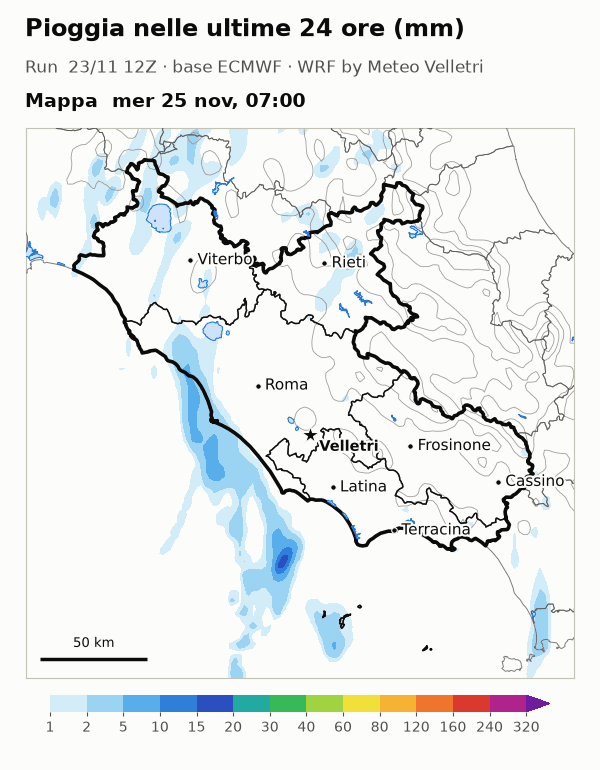 Pioggia nelle ultime 24 ore (mm)
Run  23/11 12Z · base ECMWF · WRF by Meteo Velletri
Mappa  mer 25 nov, 07:00
Viterbo
Rieti
Roma
Velletri
Frosinone
Latina
Cassino
Terracina
50 km
1 2 5 10 15 20 30 40 60 80 120 160 240 320